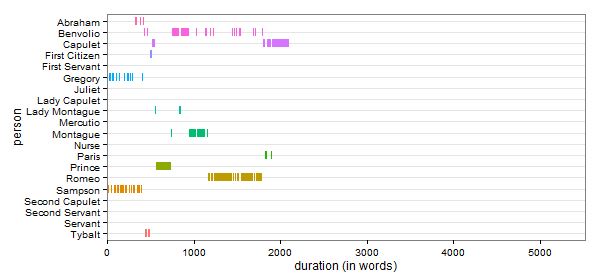 person
Abraham
Benvolio
Capulet
First Citizen
First Servant
Gregory
Juliet
Lady Capulet
Lady Montague
Mercutio
Montague
Nurse
Paris
Prince
Romeo
Sampson
Second Capulet
Second Servant
Servant
Tybalt
0 1000 2000 3000 4000 5000
duration (in words)